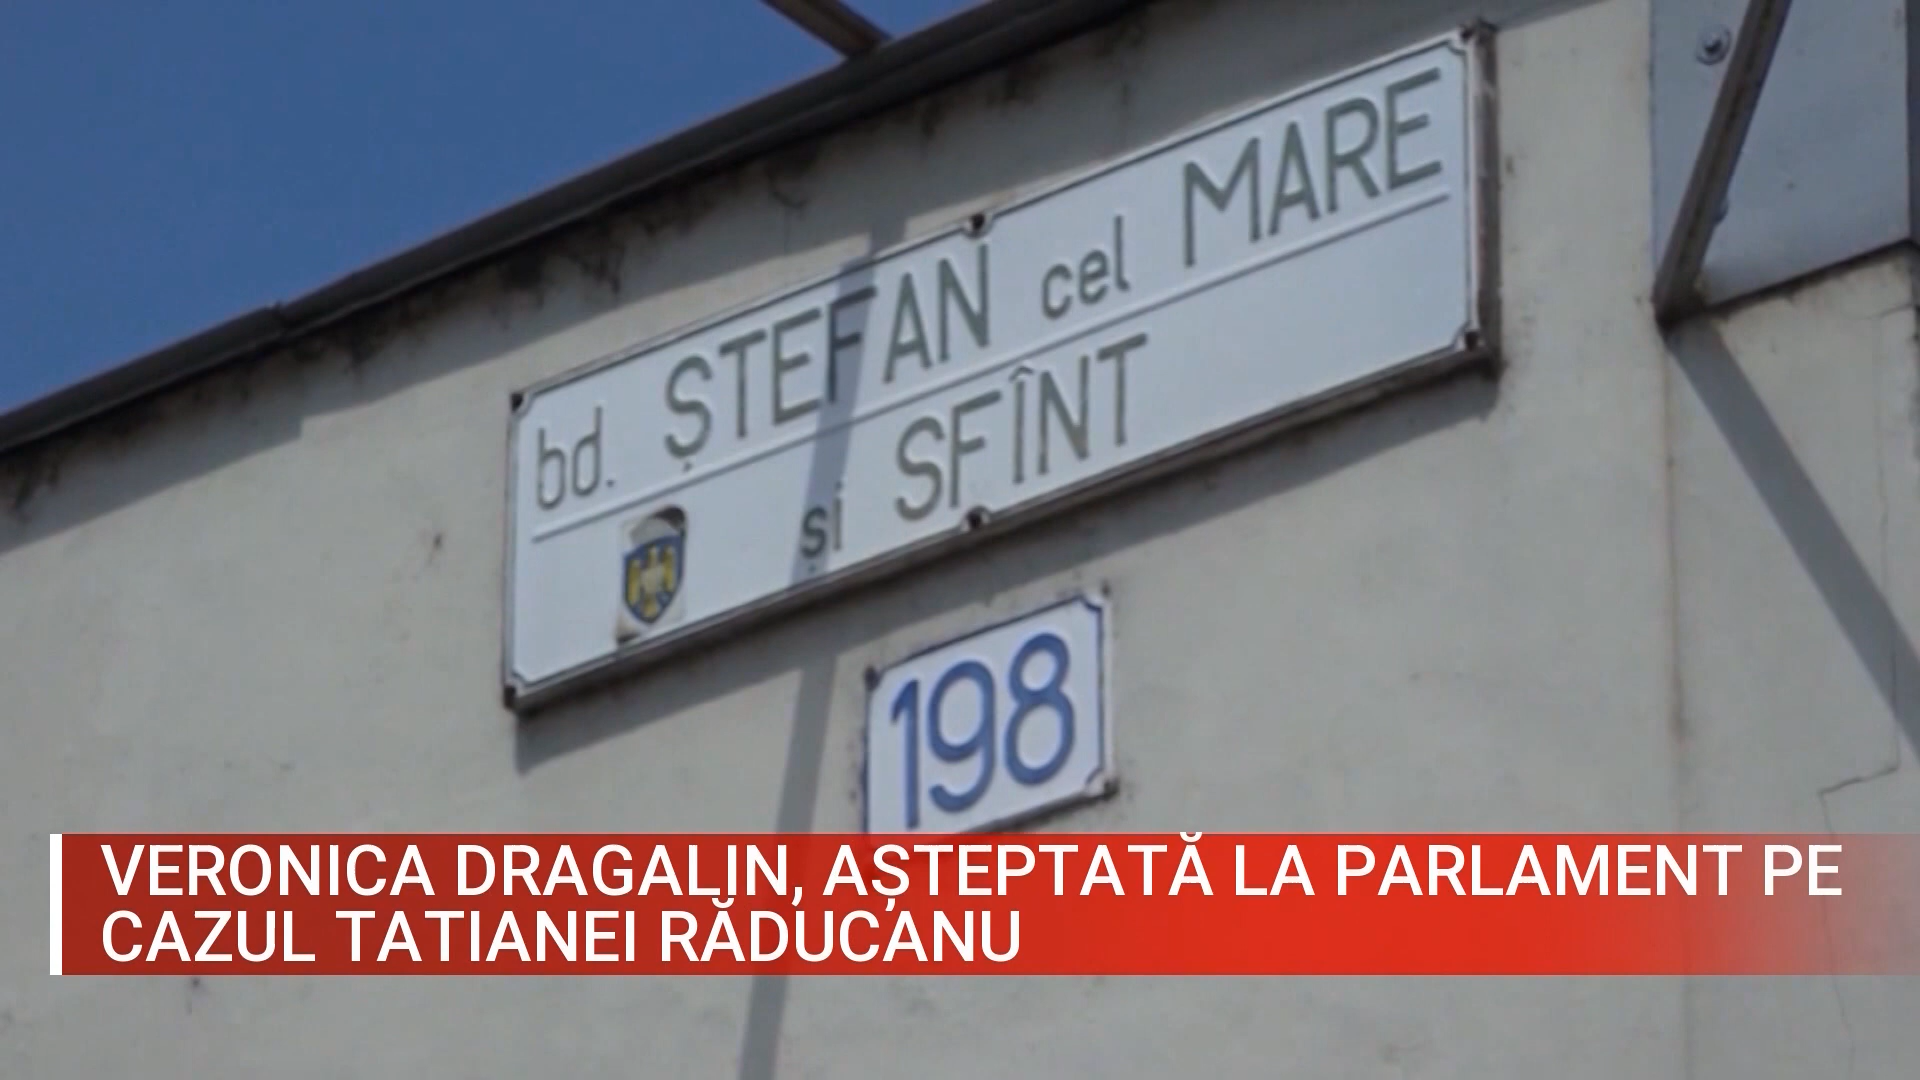 bd. ȘTEFAN cel MARE
și SFÎNT
198
VERONICA DRAGALIN, AȘTEPTATĂ LA PARLAMENT PE
CAZUL TATIANEI RĂDUCANU